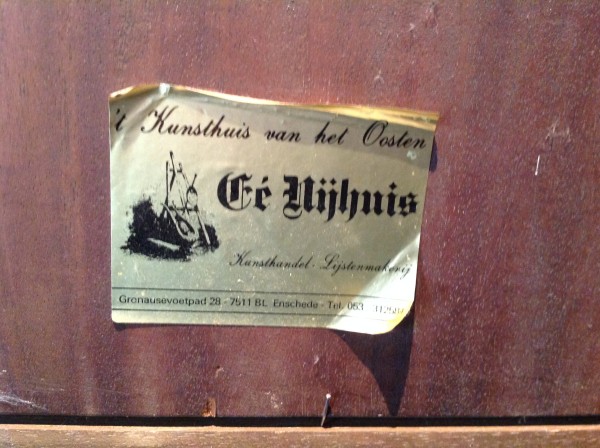 't Kunsthuis van het Oosten
Eé Nijhuis
Kunsthandel - Lijstenmakerij
Gronausevoetpad 28 - 7511 BL Enschede - Tel. 053